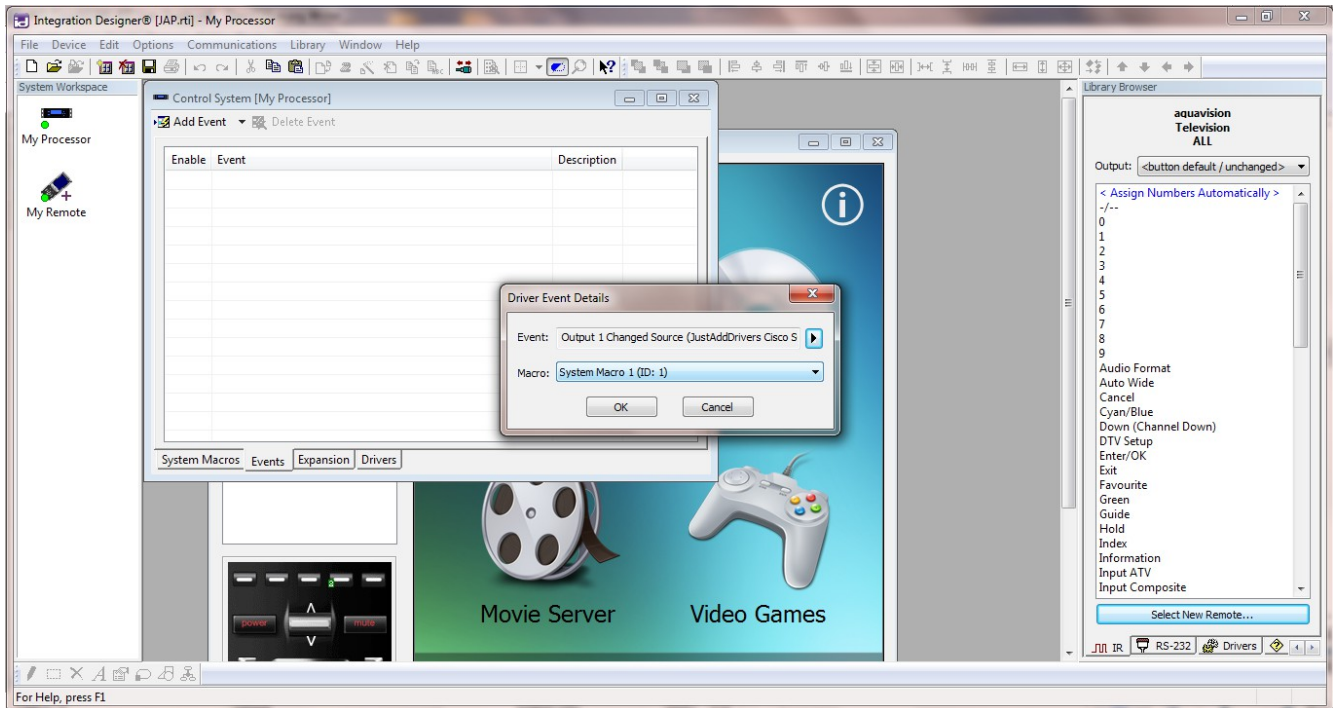 Integration Designer® [JAP.rti] - My Processor
File Device Edit Options Communications Library Window Help
System Workspace
My Processor
My Remote
Control System [My Processor]
Add Event Delete Event
Enable Event Description
System Macros Events Expansion Drivers
Driver Event Details
Event: Output 1 Changed Source (JustAddDrivers Cisco S
Macro: System Macro 1 (ID: 1)
OK Cancel
power mute
2
Movie Server Video Games
Library Browser
aquavision
Television
ALL
Output: <button default / unchanged>
< Assign Numbers Automatically >
-/--
0
1
2
3
4
5
6
7
8
9
Audio Format
Auto Wide
Cancel
Cyan/Blue
Down (Channel Down)
DTV Setup
Enter/OK
Exit
Favourite
Green
Guide
Hold
Index
Information
Input ATV
Input Composite
Select New Remote...
IR RS-232 Drivers
For Help, press F1